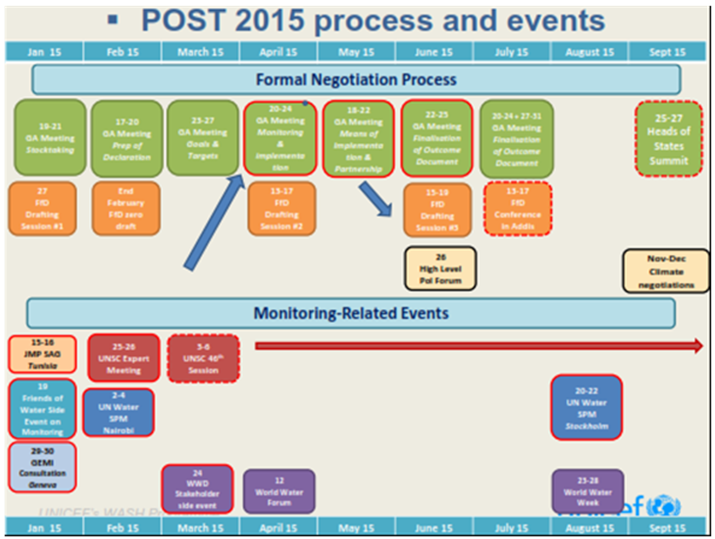 ▪ POST 2015 process and events
Jan 15 Feb 15 March 15 April 15 May 15 June 15 July 15 August 15 Sept 15
Formal Negotiation Process
19-21
GA Meeting
Stocktaking
17-20
GA Meeting
Prep of
Declaration
23-27
GA Meeting
Goals &
Targets
20-24
GA Meeting
Monitoring
&
Implementa
tion
18-22
GA Meeting
Means of
Implementa
tion &
Partnership
22-25
GA Meeting
Finalisation
of Outcome
Document
20-24 + 27-31
GA Meeting
Finalisation
of Outcome
Document
25-27
Heads of
States
Summit
27
FfD
Drafting
Session #1
End
February
FfD zero
draft
13-17
FfD
Drafting
Session #2
15-19
FfD
Drafting
Session #3
13-17
FfD
Conference
in Addis
26
High Level
Pol Forum
Nov-Dec
Climate
negotiations
Monitoring-Related Events
15-16
JMP SAG
Tunisia
25-26
UNSC Expert
Meeting
3-6
UNSC 46th
Session
19
Friends of
Water Side
Event on
Monitoring
2-4
UN Water
SPM
Nairobi
20-22
UN Water
SPM
Stockholm
29-30
GEMI
Consultation
Geneva
24
WWD
Stakeholder
side event
12
World Water
Forum
23-28
World Water
Week
UNICEF's WASH
Jan 15 Feb 15 March 15 April 15 May 15 June 15 July 15 August 15 Sept 15